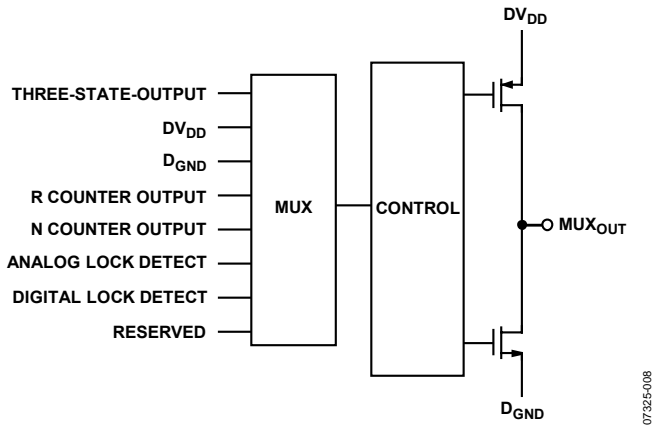 DVDD
THREE-STATE-OUTPUT
DVDD
DGND
R COUNTER OUTPUT
N COUNTER OUTPUT
ANALOG LOCK DETECT
DIGITAL LOCK DETECT
RESERVED
MUX
CONTROL
MUXOUT
DGND
07325-008